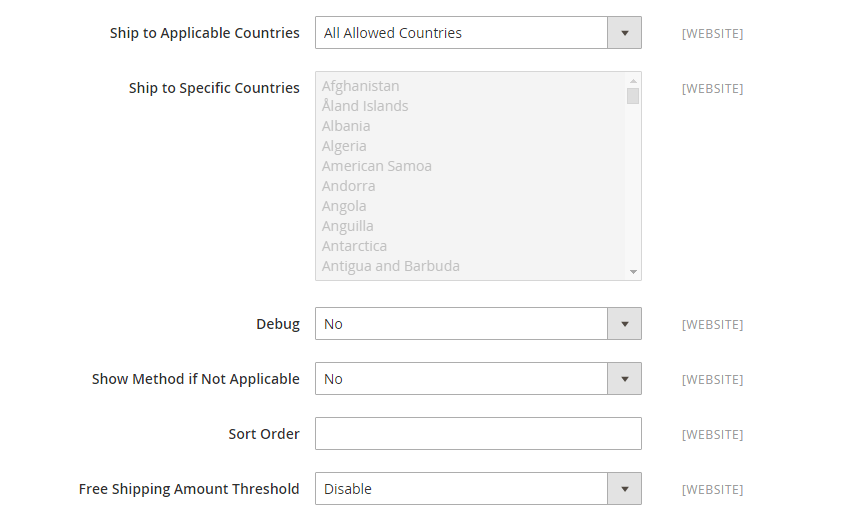 Ship to Applicable Countries All Allowed Countries [WEBSITE]
Ship to Specific Countries [WEBSITE]
Afghanistan
Åland Islands
Albania
Algeria
American Samoa
Andorra
Angola
Anguilla
Antarctica
Antigua and Barbuda
Debug No [WEBSITE]
Show Method if Not Applicable No [WEBSITE]
Sort Order [WEBSITE]
Free Shipping Amount Threshold Disable [WEBSITE]